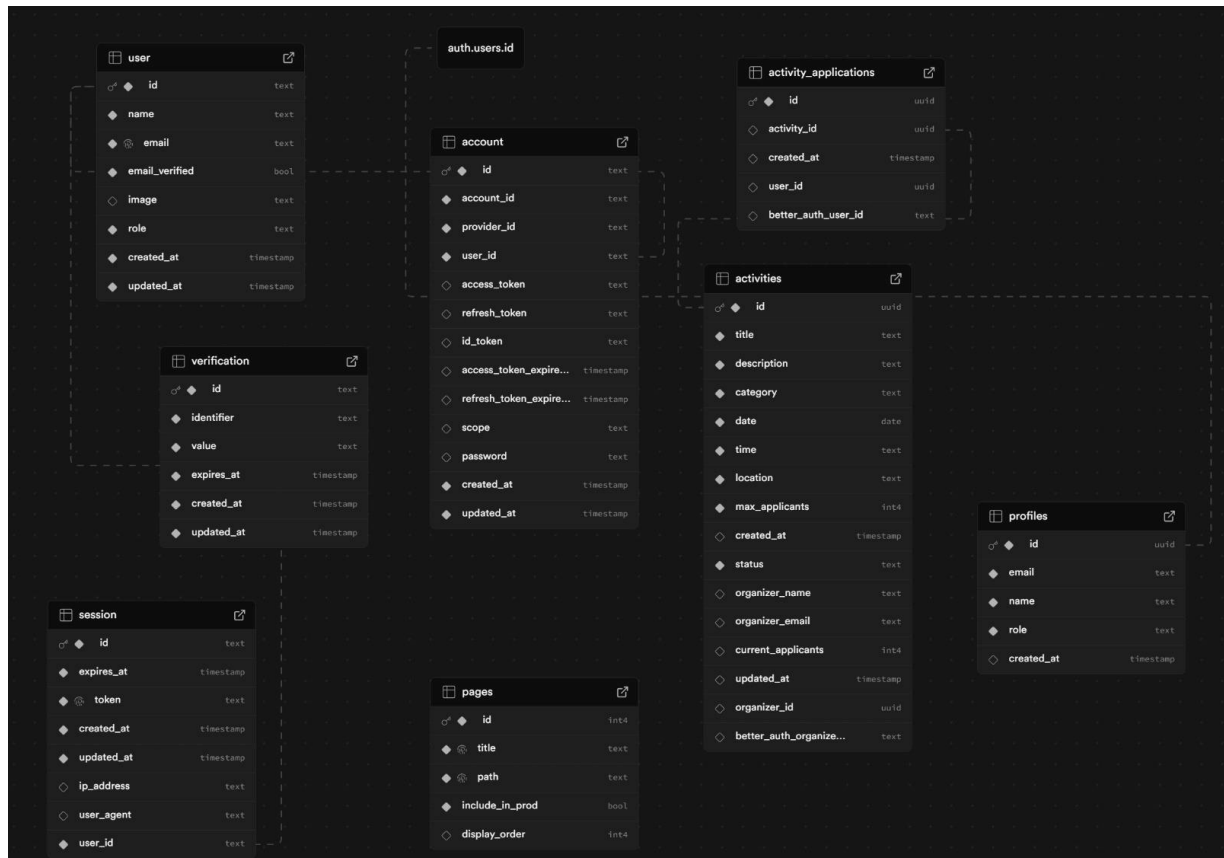 user
id text
name text
email text
email_verified bool
image text
role text
created_at timestamp
updated_at timestamp
auth.users.id
activity_applications
id uuid
activity_id uuid
created_at timestamp
user_id uuid
better_auth_user_id text
account
id text
account_id text
provider_id text
user_id text
access_token text
refresh_token text
id_token text
access_token_expire... timestamp
refresh_token_expire... timestamp
scope text
password text
created_at timestamp
updated_at timestamp
activities
id uuid
title text
description text
category text
date date
time text
location text
max_applicants int4
created_at timestamp
status text
organizer_name text
organizer_email text
current_applicants int4
updated_at timestamp
organizer_id uuid
better_auth_organize... text
verification
id text
identifier text
value text
expires_at timestamp
created_at timestamp
updated_at timestamp
profiles
id uuid
email text
name text
role text
created_at timestamp
session
id text
expires_at timestamp
token text
created_at timestamp
updated_at timestamp
ip_address text
user_agent text
user_id text
pages
id int4
title text
path text
include_in_prod bool
display_order int4